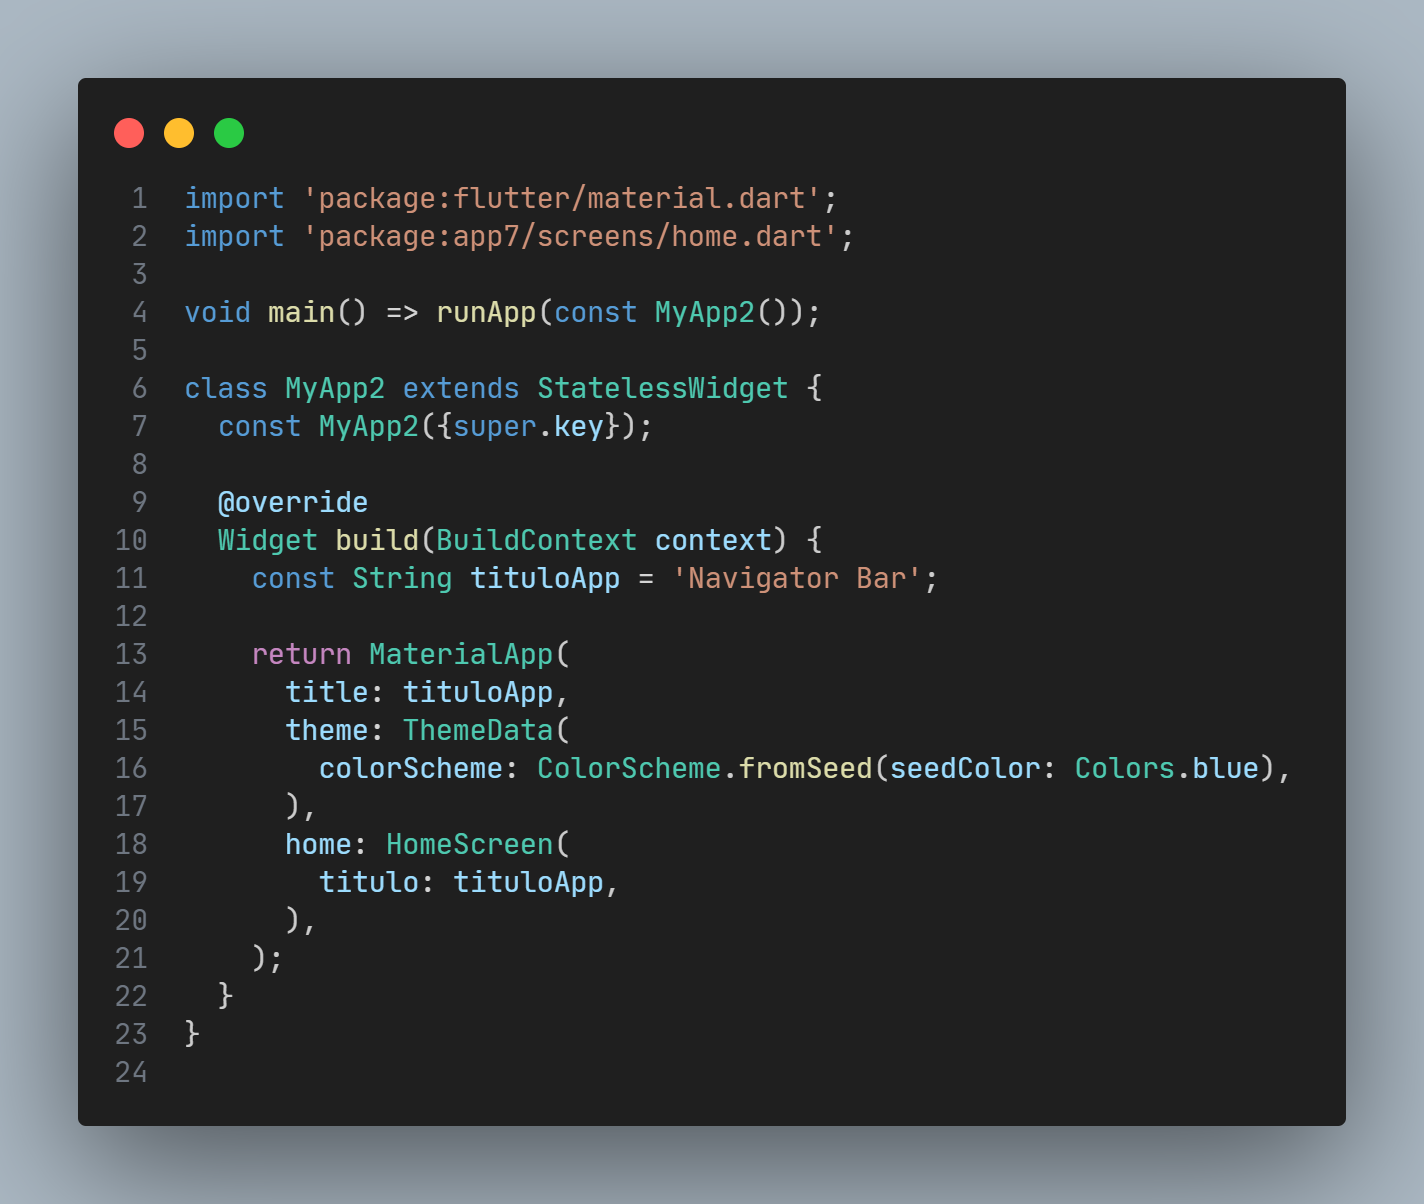 1 import 'package:flutter/material.dart';
2 import 'package:app7/screens/home.dart';
3
4 void main() => runApp(const MyApp2());
5
6 class MyApp2 extends StatelessWidget {
7   const MyApp2({super.key});
8
9   @override
10   Widget build(BuildContext context) {
11     const String tituloApp = 'Navigator Bar';
12
13     return MaterialApp(
14       title: tituloApp,
15       theme: ThemeData(
16         colorScheme: ColorScheme.fromSeed(seedColor: Colors.blue),
17       ),
18       home: HomeScreen(
19         titulo: tituloApp,
20       ),
21     );
22   }
23 }
24